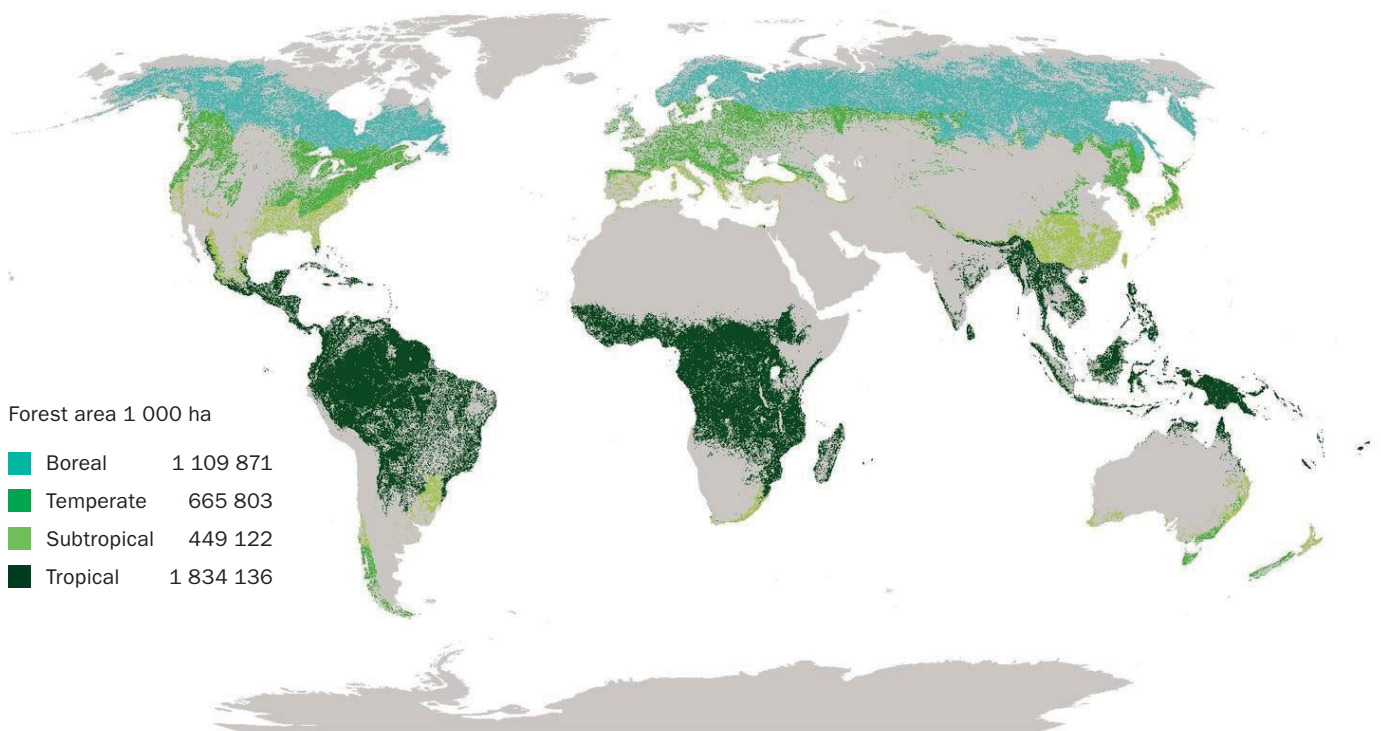 Forest area 1 000 ha
Boreal 1 109 871
Temperate 665 803
Subtropical 449 122
Tropical 1 834 136